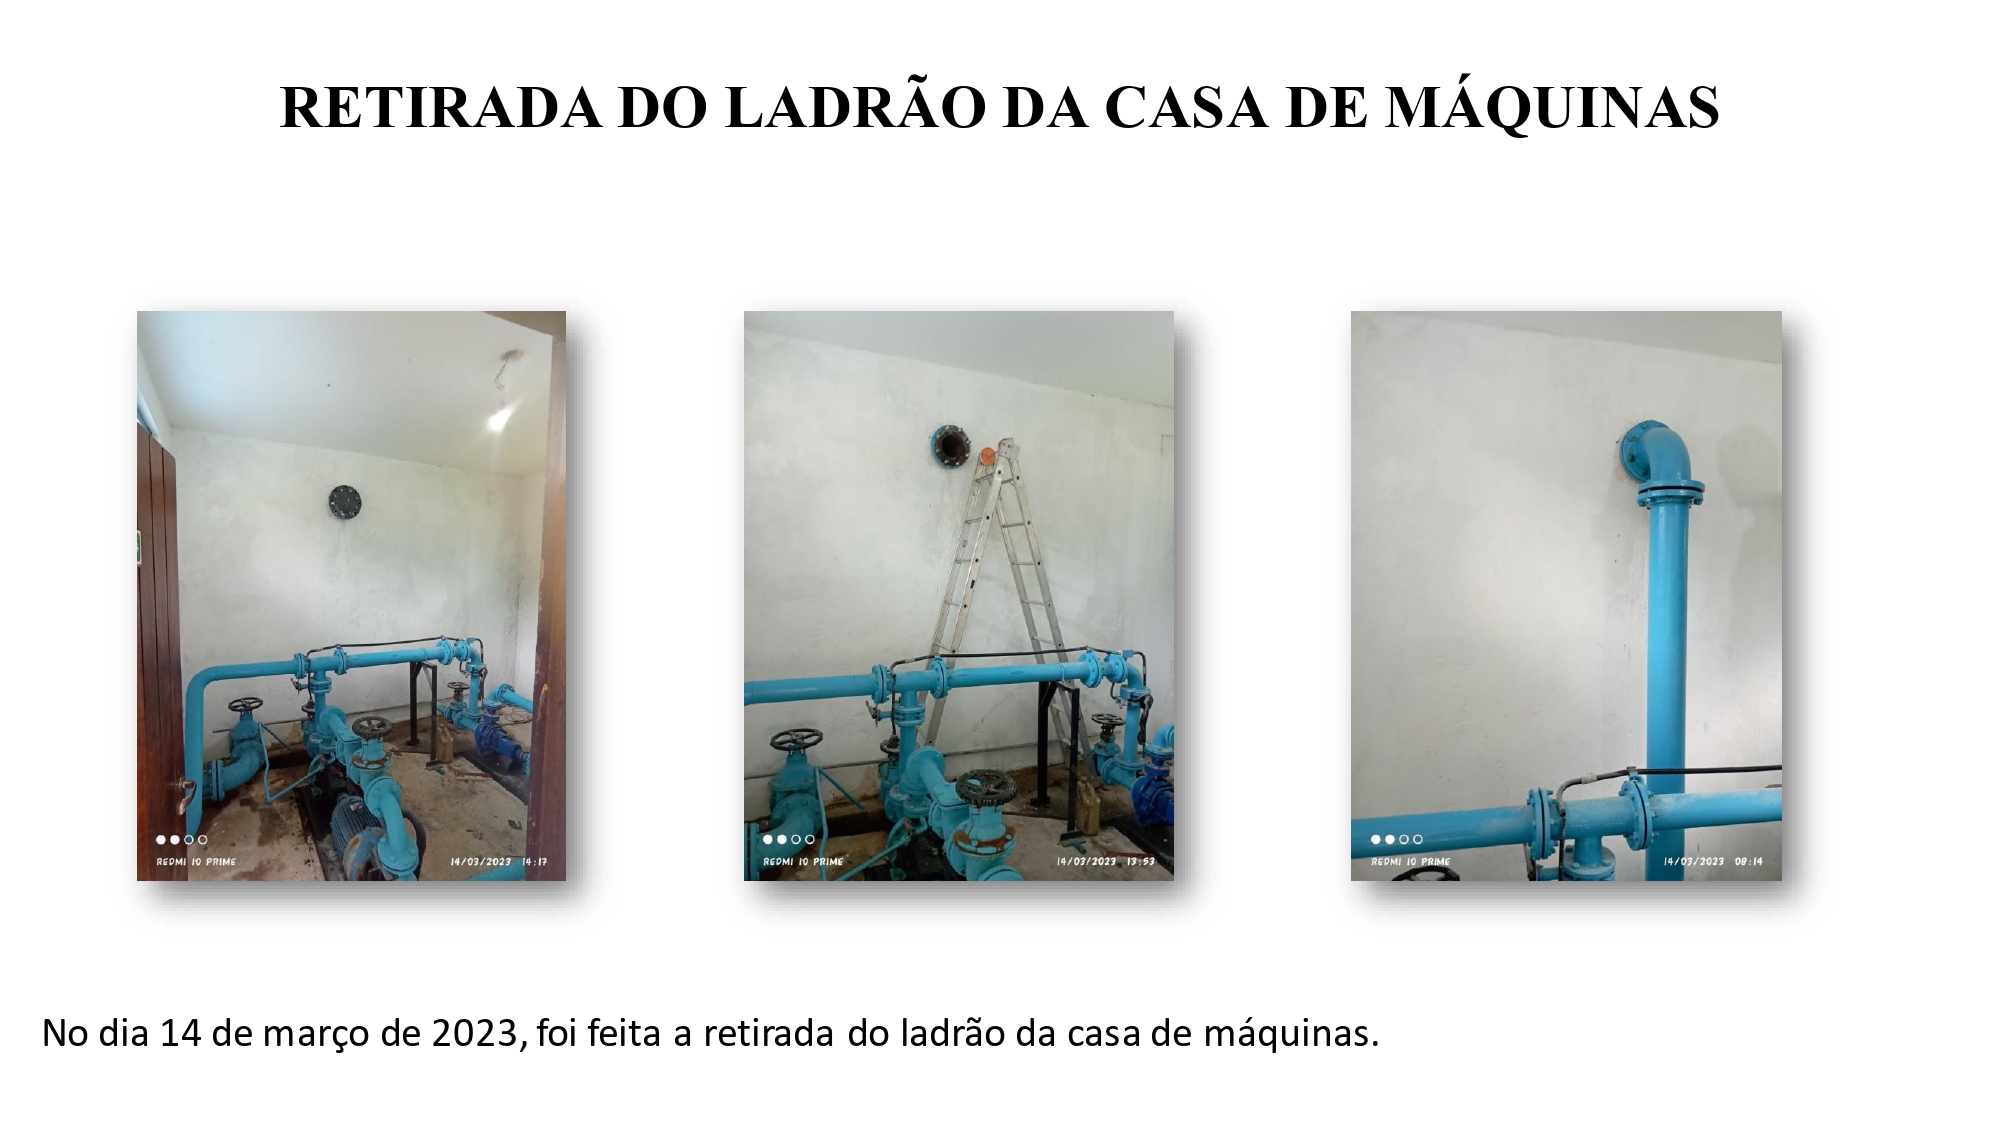 RETIRADA DO LADRÃO DA CASA DE MÁQUINAS
REDMI 10 PRIME
14/03/2023 14:17
REDMI 10 PRIME
14/03/2023 13:53
REDMI 10 PRIME
14/03/2023 08:14
No dia 14 de março de 2023, foi feita a retirada do ladrão da casa de máquinas.